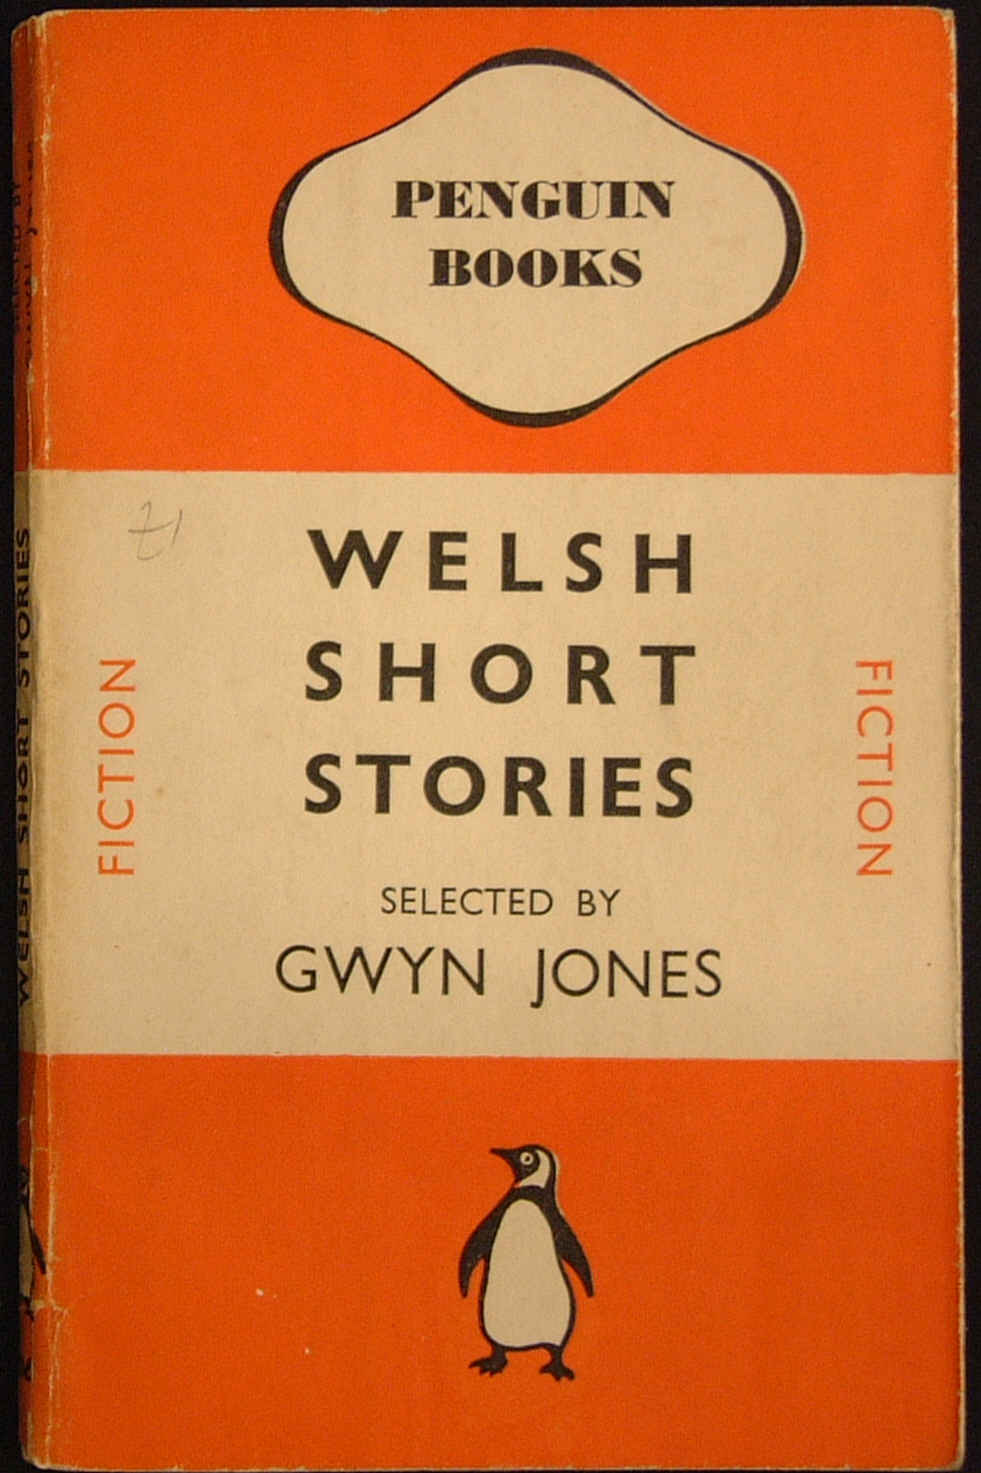 PENGUIN
BOOKS
WELSH
SHORT
STORIES
FICTION
FICTION
SELECTED BY
GWYN JONES
WELSH SHORT STORIES